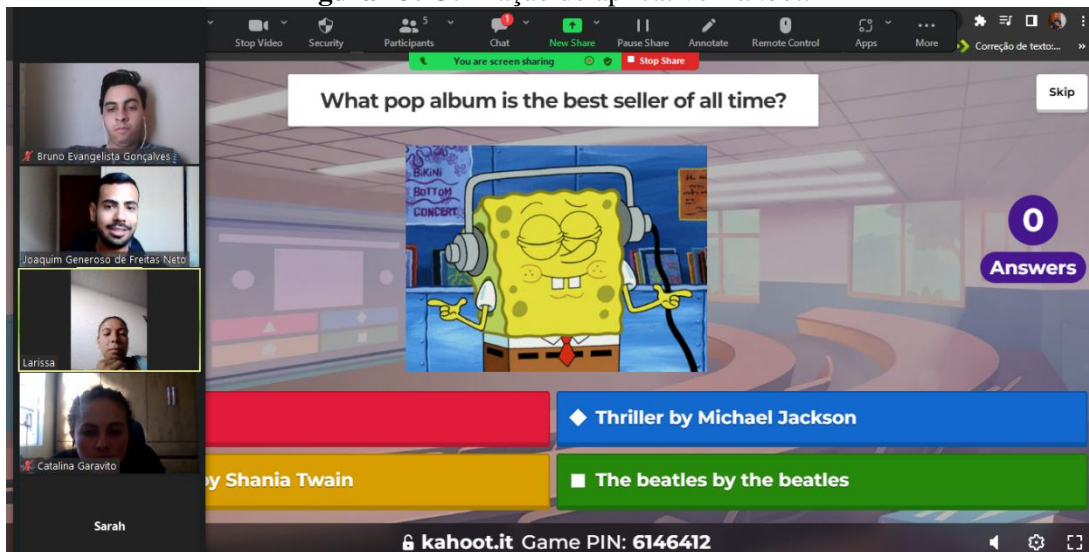 Stop Video
Security
Participants
5
Chat
1
New Share
Pause Share
Annotate
Remote Control
Apps
More
Correção de texto:...
You are screen sharing
Stop Share
What pop album is the best seller of all time?
Skip
Bruno Evangelista Gonçalves
BIKINI
BOTTOM
CONCERT
0
Answers
Joaquim Generoso de Freitas Neto
Larissa
Thriller by Michael Jackson
Catalina Garavito
by Shania Twain
The beatles by the beatles
Sarah
kahoot.it Game PIN: 6146412